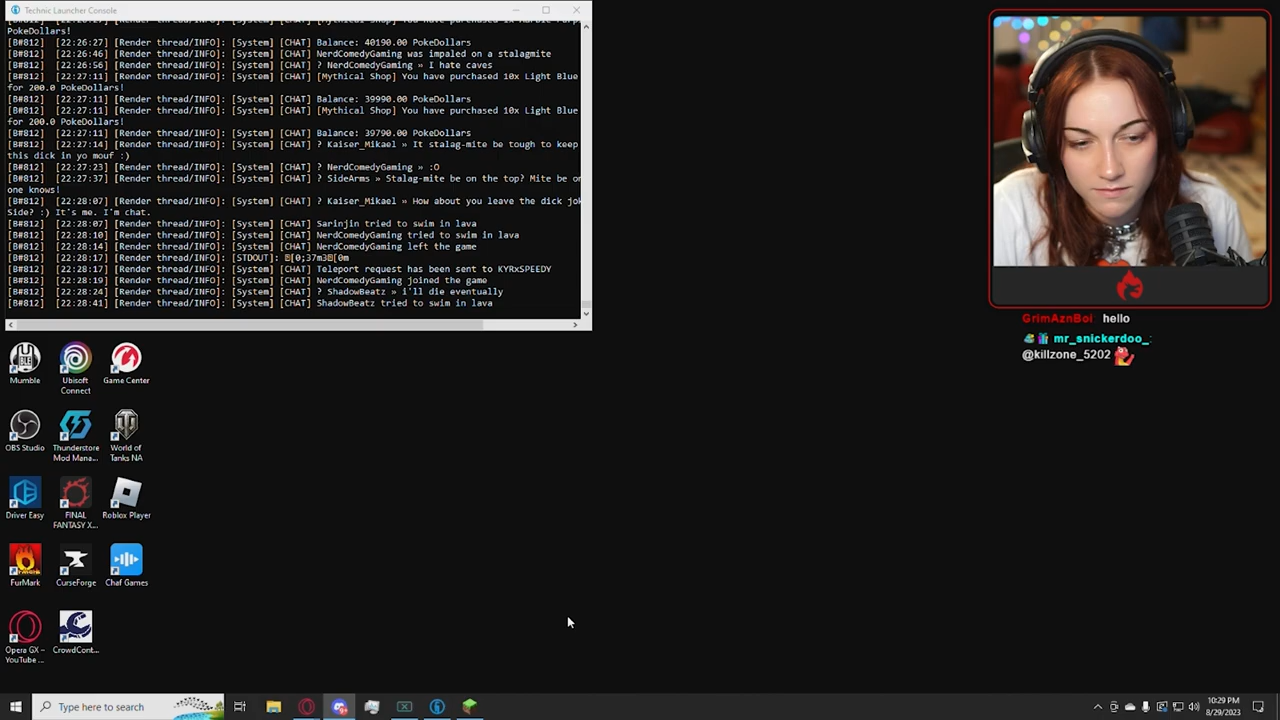 Technic Launcher Console
PokeDollars!
[B#812] [22:26:27] [Render thread/INFO]: [System] [CHAT] Balance: 40190.00 PokeDollars
[B#812] [22:26:46] [Render thread/INFO]: [System] [CHAT] NerdComedyGaming was impaled on a stalagmite
[B#812] [22:26:56] [Render thread/INFO]: [System] [CHAT] ? NerdComedyGaming » I hate caves
[B#812] [22:27:11] [Render thread/INFO]: [System] [CHAT] [Mythical Shop] You have purchased 10x Light Blue
for 200.0 PokeDollars!
[B#812] [22:27:11] [Render thread/INFO]: [System] [CHAT] Balance: 39990.00 PokeDollars
[B#812] [22:27:11] [Render thread/INFO]: [System] [CHAT] [Mythical Shop] You have purchased 10x Light Blue
for 200.0 PokeDollars!
[B#812] [22:27:11] [Render thread/INFO]: [System] [CHAT] Balance: 39790.00 PokeDollars
[B#812] [22:27:14] [Render thread/INFO]: [System] [CHAT] ? Kaiser_Mikael » It stalag-mite be tough to keep
this dick in yo mouf :)
[B#812] [22:27:23] [Render thread/INFO]: [System] [CHAT] ? NerdComedyGaming » :O
[B#812] [22:27:37] [Render thread/INFO]: [System] [CHAT] ? SideArms » Stalag-mite be on the top? Mite be on
one knows!
[B#812] [22:28:07] [Render thread/INFO]: [System] [CHAT] ? Kaiser_Mikael » How about you leave the dick jok
Side? :) It's me. I'm chat.
[B#812] [22:28:07] [Render thread/INFO]: [System] [CHAT] Sarinjin tried to swim in lava
[B#812] [22:28:10] [Render thread/INFO]: [System] [CHAT] NerdComedyGaming tried to swim in lava
[B#812] [22:28:14] [Render thread/INFO]: [System] [CHAT] NerdComedyGaming left the game
[B#812] [22:28:17] [Render thread/INFO]: [STDOUT]: [0;37m3[0m
[B#812] [22:28:17] [Render thread/INFO]: [System] [CHAT] Teleport request has been sent to KYRxSPEEDY
[B#812] [22:28:19] [Render thread/INFO]: [System] [CHAT] NerdComedyGaming joined the game
[B#812] [22:28:24] [Render thread/INFO]: [System] [CHAT] ? ShadowBeatz » i'll die eventually
[B#812] [22:28:41] [Render thread/INFO]: [System] [CHAT] ShadowBeatz tried to swim in lava
GrimAznBoi hello
mr_snickerdoo_:
@killzone_5202
Mumble
Ubisoft Connect
Game Center
OBS Studio
Thunderstore Mod Mana...
World of Tanks NA
Driver Easy
FINAL FANTASY X...
Roblox Player
FurMark
CurseForge
Chaf Games
Opera GX - YouTube ...
CrowdCont...
Type here to search
10:29 PM
8/29/2023